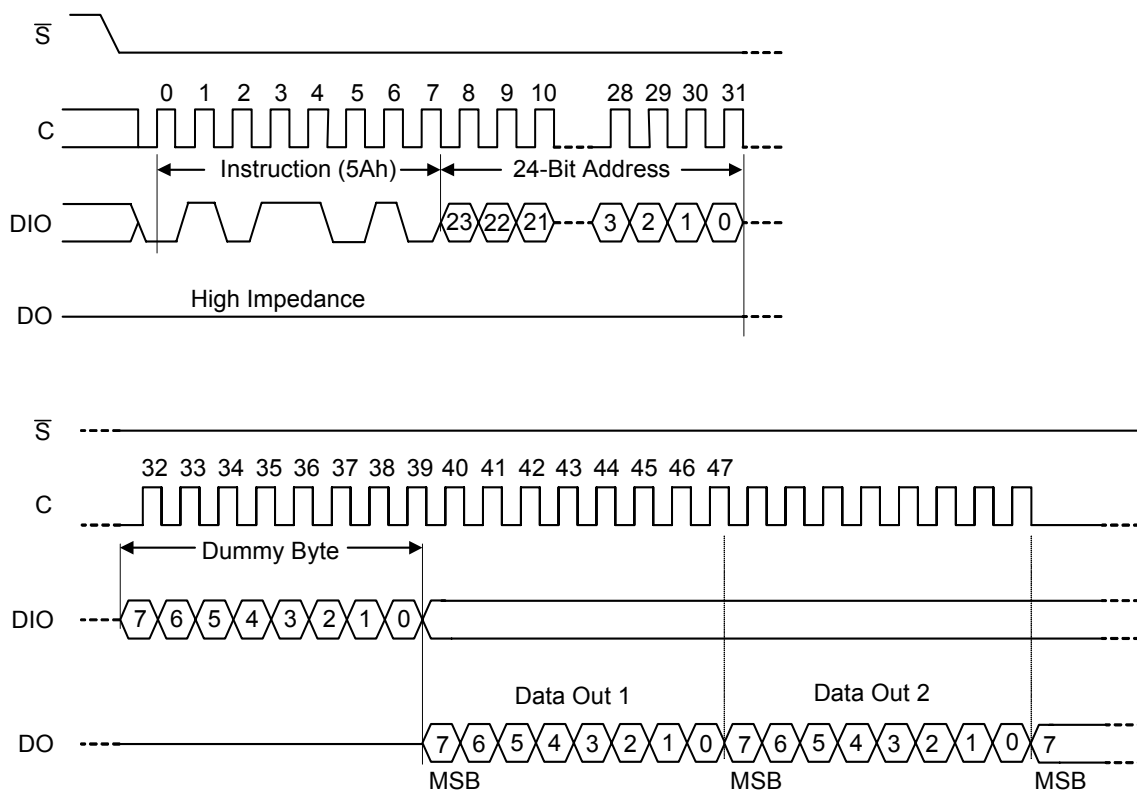 S̅
0 1 2 3 4 5 6 7 8 9 10 28 29 30 31
C
Instruction (5Ah) 24-Bit Address
DIO 23 22 21 3 2 1 0
High Impedance
DO
S̅
32 33 34 35 36 37 38 39 40 41 42 43 44 45 46 47
C
Dummy Byte
DIO 7 6 5 4 3 2 1 0
Data Out 1 Data Out 2
DO 7 6 5 4 3 2 1 0 7 6 5 4 3 2 1 0 7
MSB MSB MSB